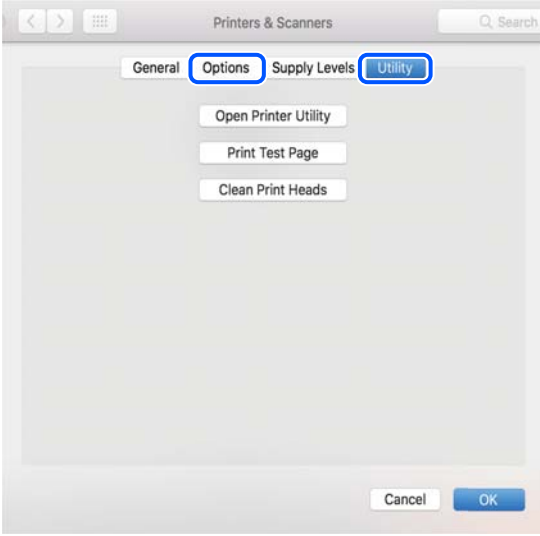 Printers & Scanners
Search
General Options Supply Levels Utility
Open Printer Utility
Print Test Page
Clean Print Heads
Cancel OK